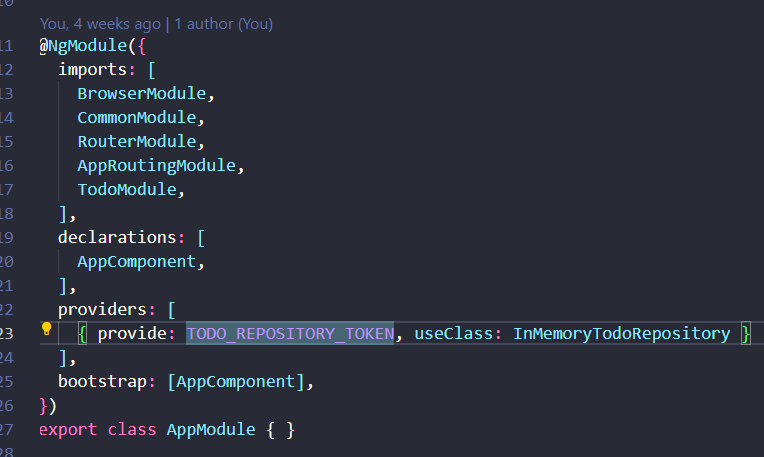 10
You, 4 weeks ago | 1 author (You)
11 @NgModule({
12 imports: [
13 BrowserModule,
14 CommonModule,
15 RouterModule,
16 AppRoutingModule,
17 TodoModule,
18 ],
19 declarations: [
20 AppComponent,
21 ],
22 providers: [
23 { provide: TODO_REPOSITORY_TOKEN, useClass: InMemoryTodoRepository }
24 ],
25 bootstrap: [AppComponent],
26 })
27 export class AppModule { }
28